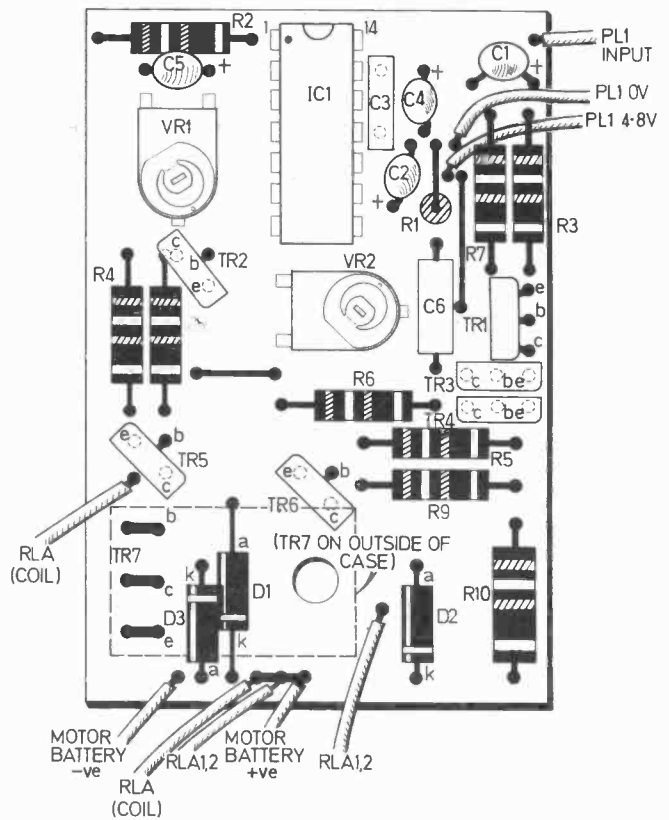 R2
1
14
C5
+
IC1
C3
C4
+
C1
+
PL1
INPUT
PL1 0V
PL1 4·8V
VR1
C2
+
R1
R7
R3
c
b
e
TR2
R4
VR2
C6
TR1
e
b
c
TR3
c
b
e
c
b
e
TR4
R6
R5
R9
e
b
c
TR5
e
b
c
TR6
RLA
(COIL)
(TR7 ON OUTSIDE OF
CASE)
TR7
b
c
e
k
D3
a
a
D1
k
a
D2
k
R10
MOTOR
BATTERY
-ve
RLA
(COIL)
RLA1,2
MOTOR
BATTERY
+ve
RLA1,2